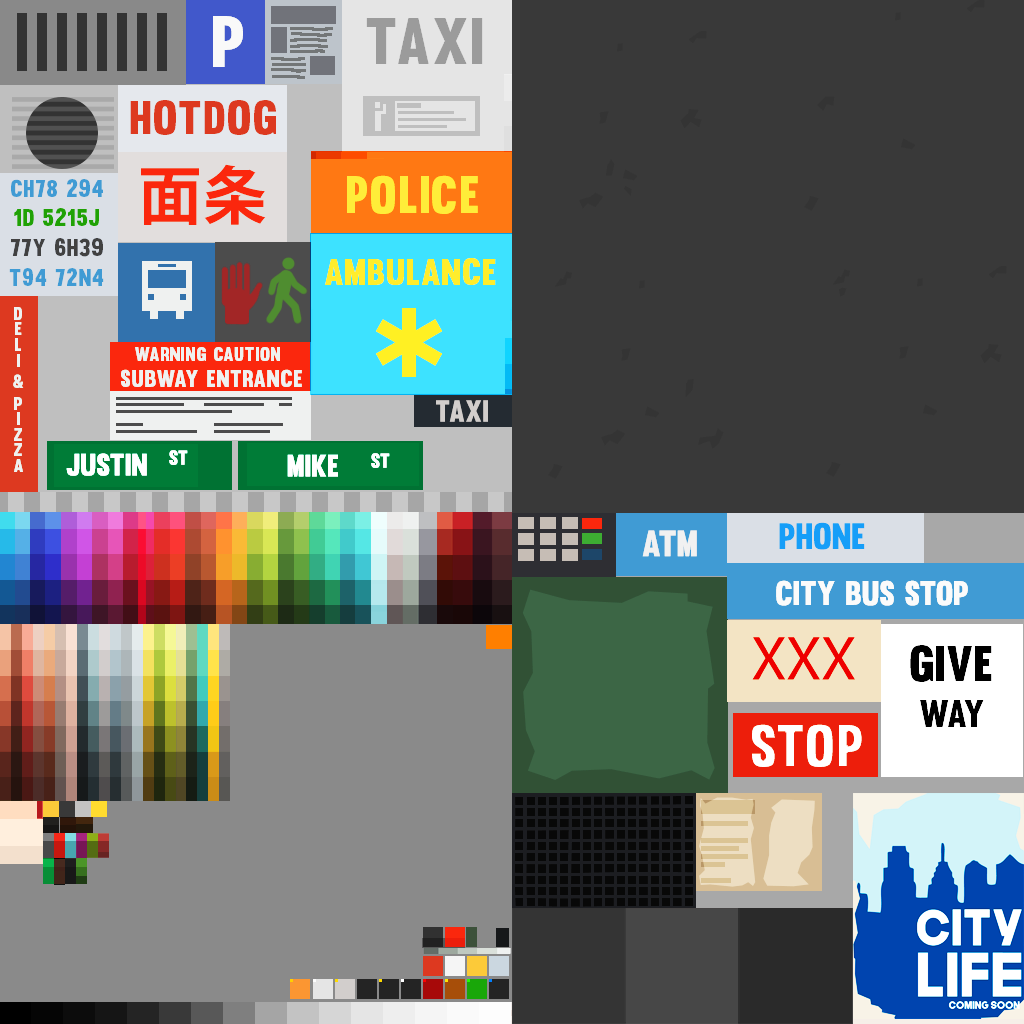 P
TAXI
HOTDOG
面条
CH78 294
1D 5215J
77Y 6H39
T94 72N4
POLICE
AMBULANCE
DELI & PIZZA
WARNING CAUTION
SUBWAY ENTRANCE
TAXI
JUSTIN ST
MIKE ST
ATM
PHONE
CITY BUS STOP
XXX
GIVE
WAY
STOP
CITY
LIFE
COMING SOON